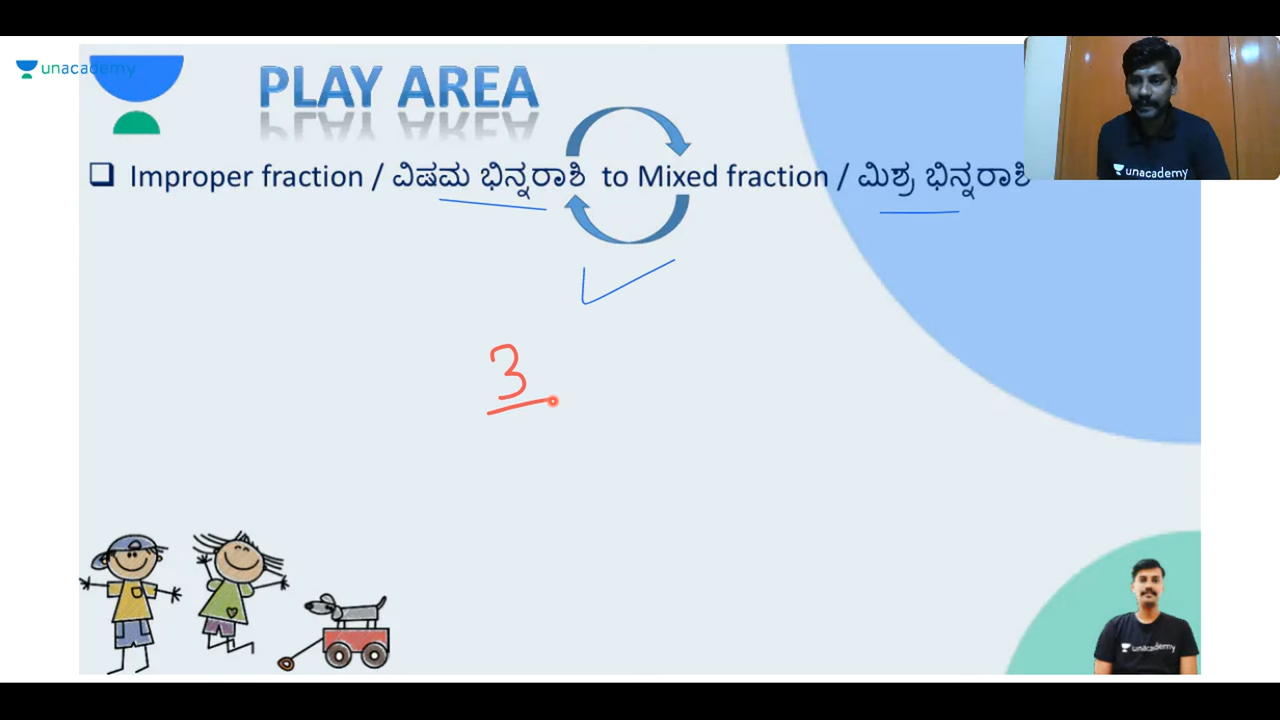 unacademy
PLAY AREA
❑ Improper fraction / ವಿಷಮ ಭಿನ್ನರಾಶಿ to Mixed fraction / ಮಿಶ್ರ ಭಿನ್ನರಾಶಿ
unacademy
3
unacademy